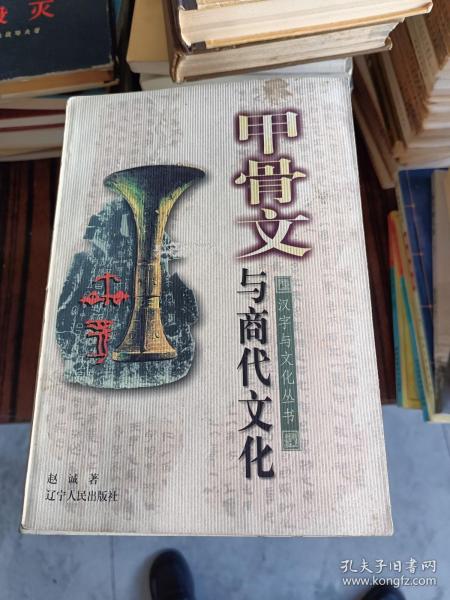 甲骨文
与商代文化
汉字与文化丛书
赵 诚 著
辽宁人民出版社
灭
孔夫子旧书网
www.kongfz.com